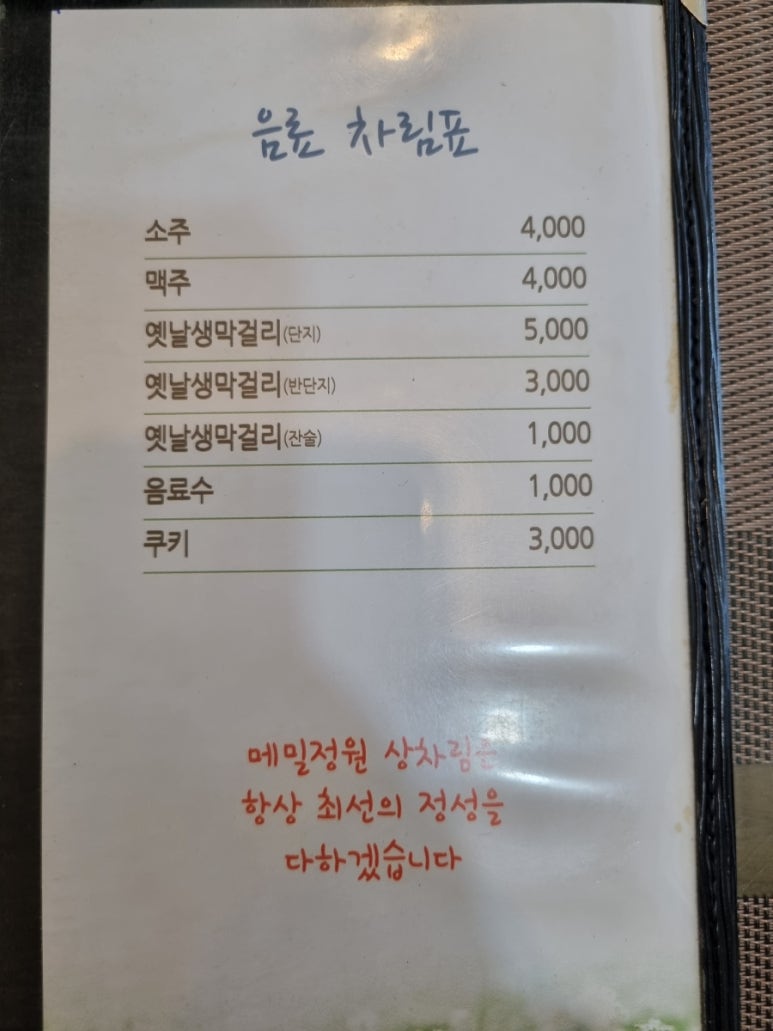 음료 차림표
소주 4,000
맥주 4,000
옛날생막걸리(단지) 5,000
옛날생막걸리(반단지) 3,000
옛날생막걸리(잔술) 1,000
음료수 1,000
쿠키 3,000
메밀정원 상차림은
항상 최선의 정성을
다하겠습니다